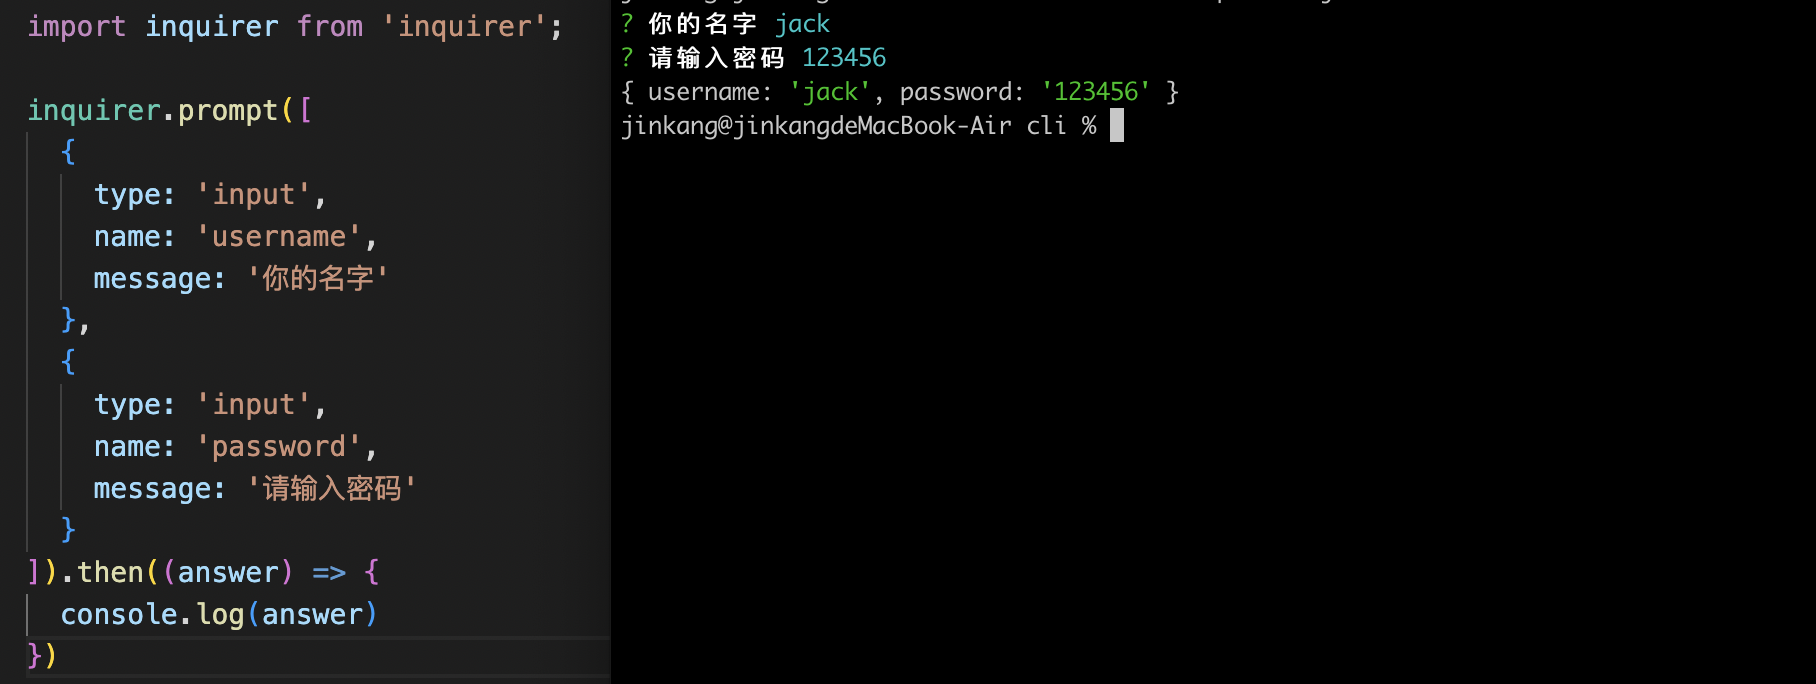 import inquirer from 'inquirer';
inquirer.prompt([
  {
    type: 'input',
    name: 'username',
    message: '你的名字'
  },
  {
    type: 'input',
    name: 'password',
    message: '请输入密码'
  }
]).then((answer) => {
  console.log(answer)
})
? 你的名字 jack
? 请输入密码 123456
{ username: 'jack', password: '123456' }
jinkang@jinkangdeMacBook-Air cli %